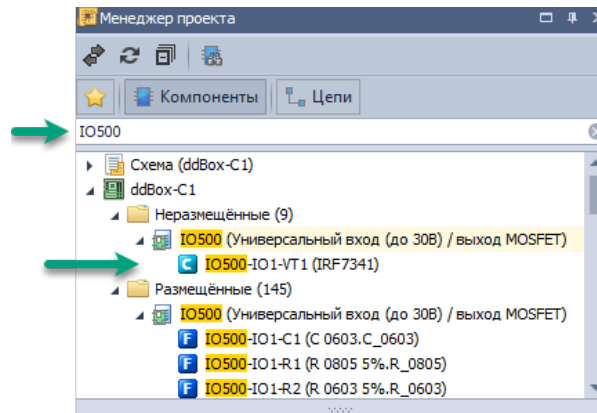 Менеджер проекта
Компоненты Цепи
IO500
Схема (ddBox-C1)
ddBox-C1
Неразмещённые (9)
IO500 (Универсальный вход (до 30В) / выход MOSFET)
C IO500-IO1-VT1 (IRF7341)
Размещённые (145)
IO500 (Универсальный вход (до 30В) / выход MOSFET)
F IO500-IO1-C1 (C 0603.C_0603)
F IO500-IO1-R1 (R 0805 5%.R_0805)
F IO500-IO1-R2 (R 0603 5%.R_0603)